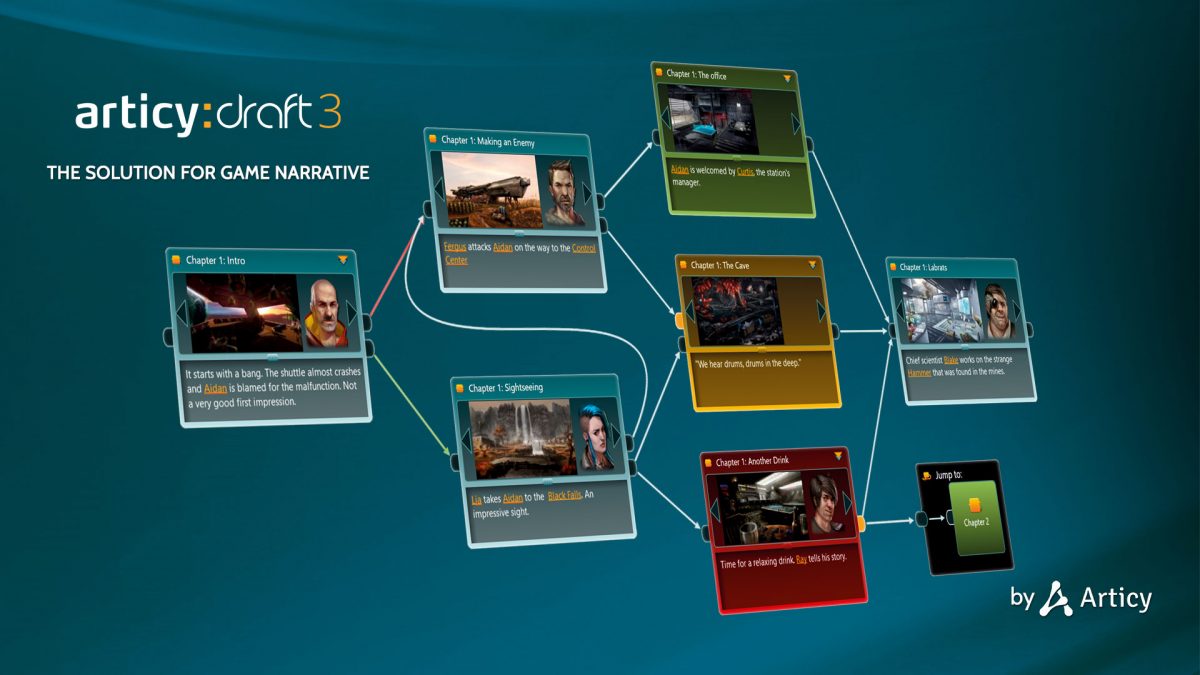 articy:draft 3
THE SOLUTION FOR GAME NARRATIVE
Chapter 1: Intro
It starts with a bang. The shuttle almost crashes
and Aidan is blamed for the malfunction. Not
a very good first impression.
Chapter 1: Making an Enemy
Fergus attacks Aidan on the way to the Control
Center
Chapter 1: Sightseeing
Lia takes Aidan to the Black Falls. An
impressive sight.
Chapter 1: The office
Aidan is welcomed by Curtis, the station's
manager.
Chapter 1: The Cave
"We hear drums, drums in the deep."
Chapter 1: Another Drink
Time for a relaxing drink. Ray tells his story.
Chapter 1: Labrats
Chief scientist Blake works on the strange
Hammer that was found in the mines.
Jump to:
Chapter 2
by Articy